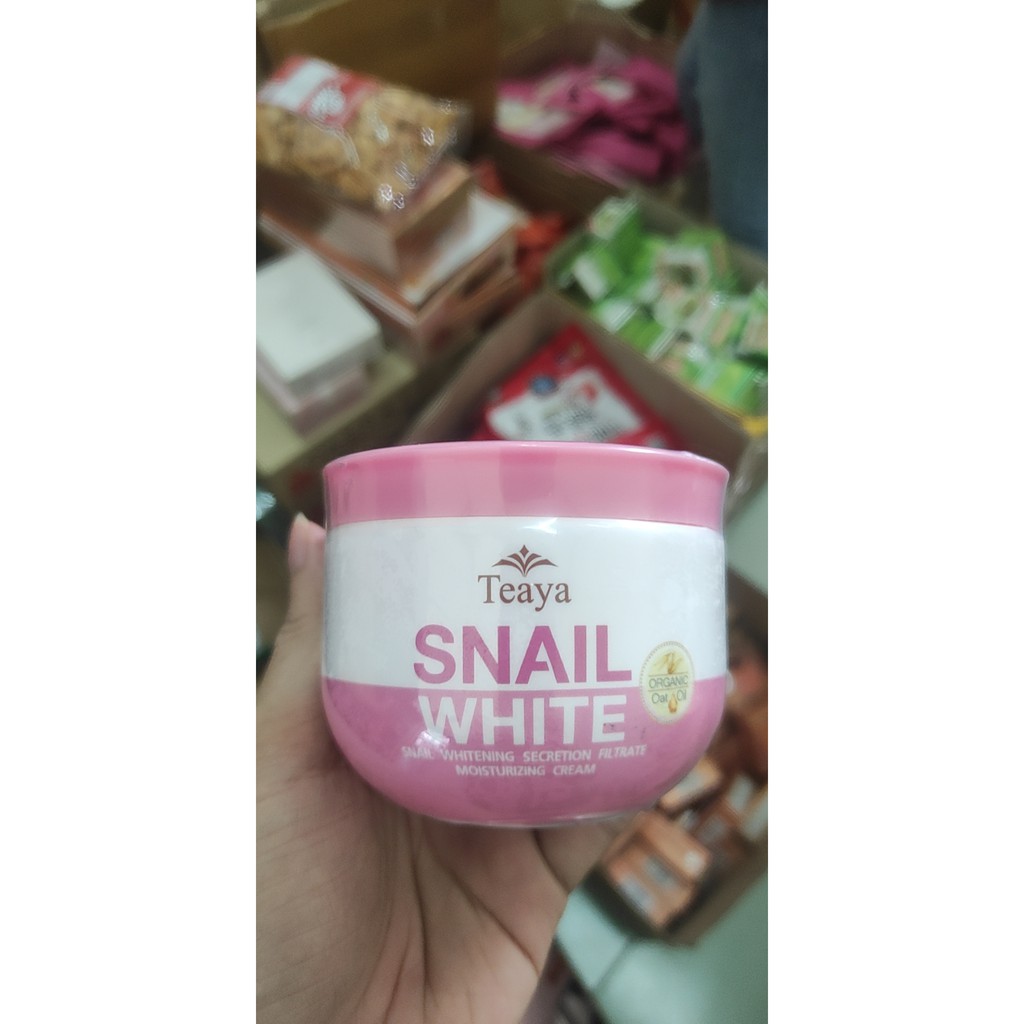 Teaya
SNAIL
WHITE
ORGANIC
Oat Oil
SNAIL WHITENING SECRETION FILTRATE
MOISTURIZING CREAM